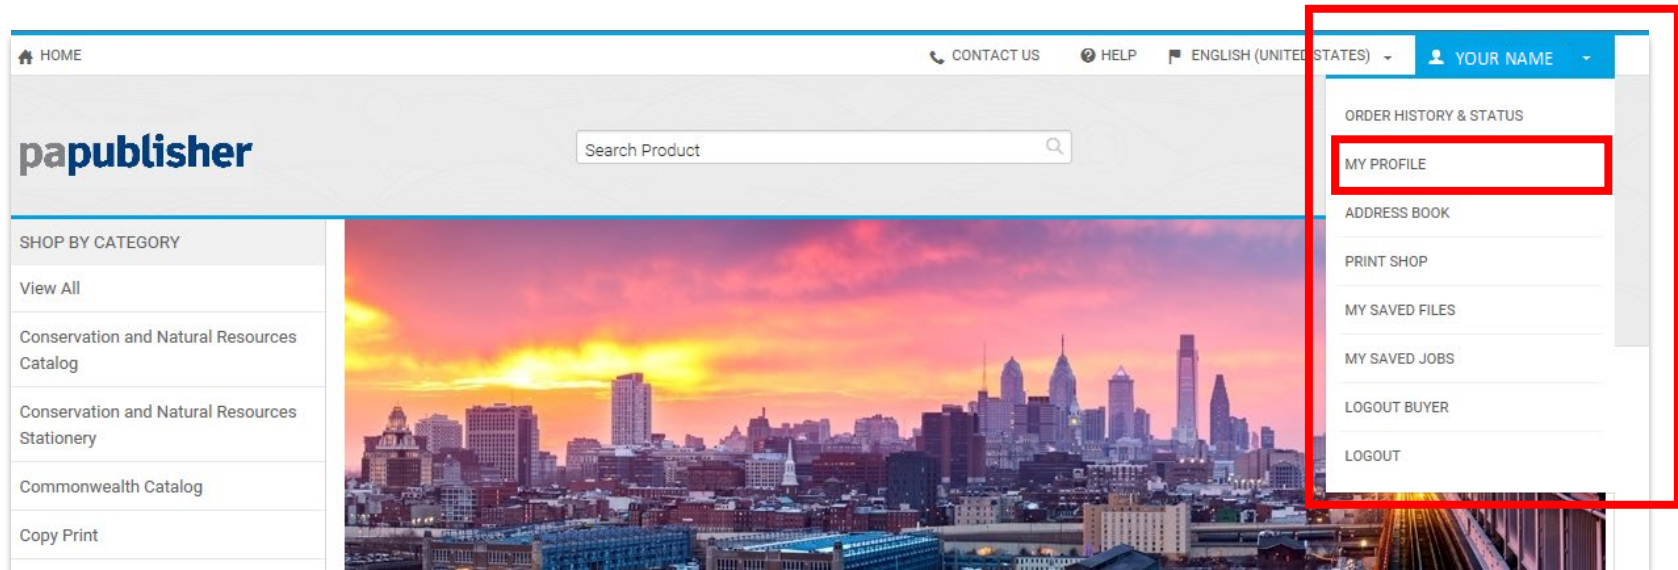 HOME
CONTACT US
HELP
ENGLISH (UNITED STATES)
YOUR NAME
papublisher
Search Product
ORDER HISTORY & STATUS
MY PROFILE
ADDRESS BOOK
PRINT SHOP
MY SAVED FILES
MY SAVED JOBS
LOGOUT BUYER
LOGOUT
SHOP BY CATEGORY
View All
Conservation and Natural Resources
Catalog
Conservation and Natural Resources
Stationery
Commonwealth Catalog
Copy Print